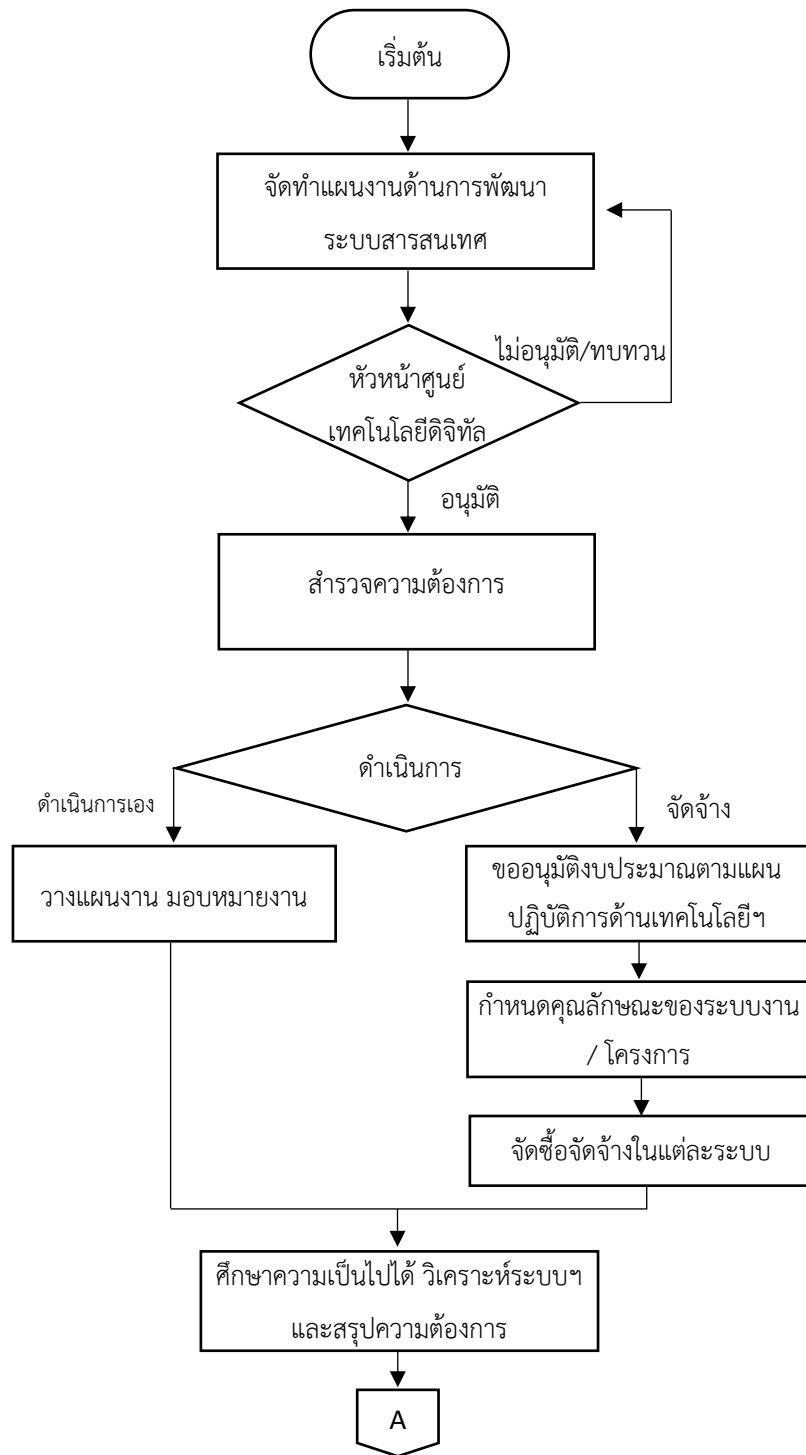 เริ่มต้น
จัดทำแผนงานด้านการพัฒนา
ระบบสารสนเทศ
ไม่อนุมัติ/ทบทวน
หัวหน้าศูนย์
เทคโนโลยีดิจิทัล
อนุมัติ
สำรวจความต้องการ
ดำเนินการ
ดำเนินการเอง
จัดจ้าง
วางแผนงาน มอบหมายงาน
ขออนุมัติงบประมาณตามแผน
ปฏิบัติการด้านเทคโนโลยีฯ
กำหนดคุณลักษณะของระบบงาน
/ โครงการ
จัดซื้อจัดจ้างในแต่ละระบบ
ศึกษาความเป็นไปได้ วิเคราะห์ระบบฯ
และสรุปความต้องการ
A